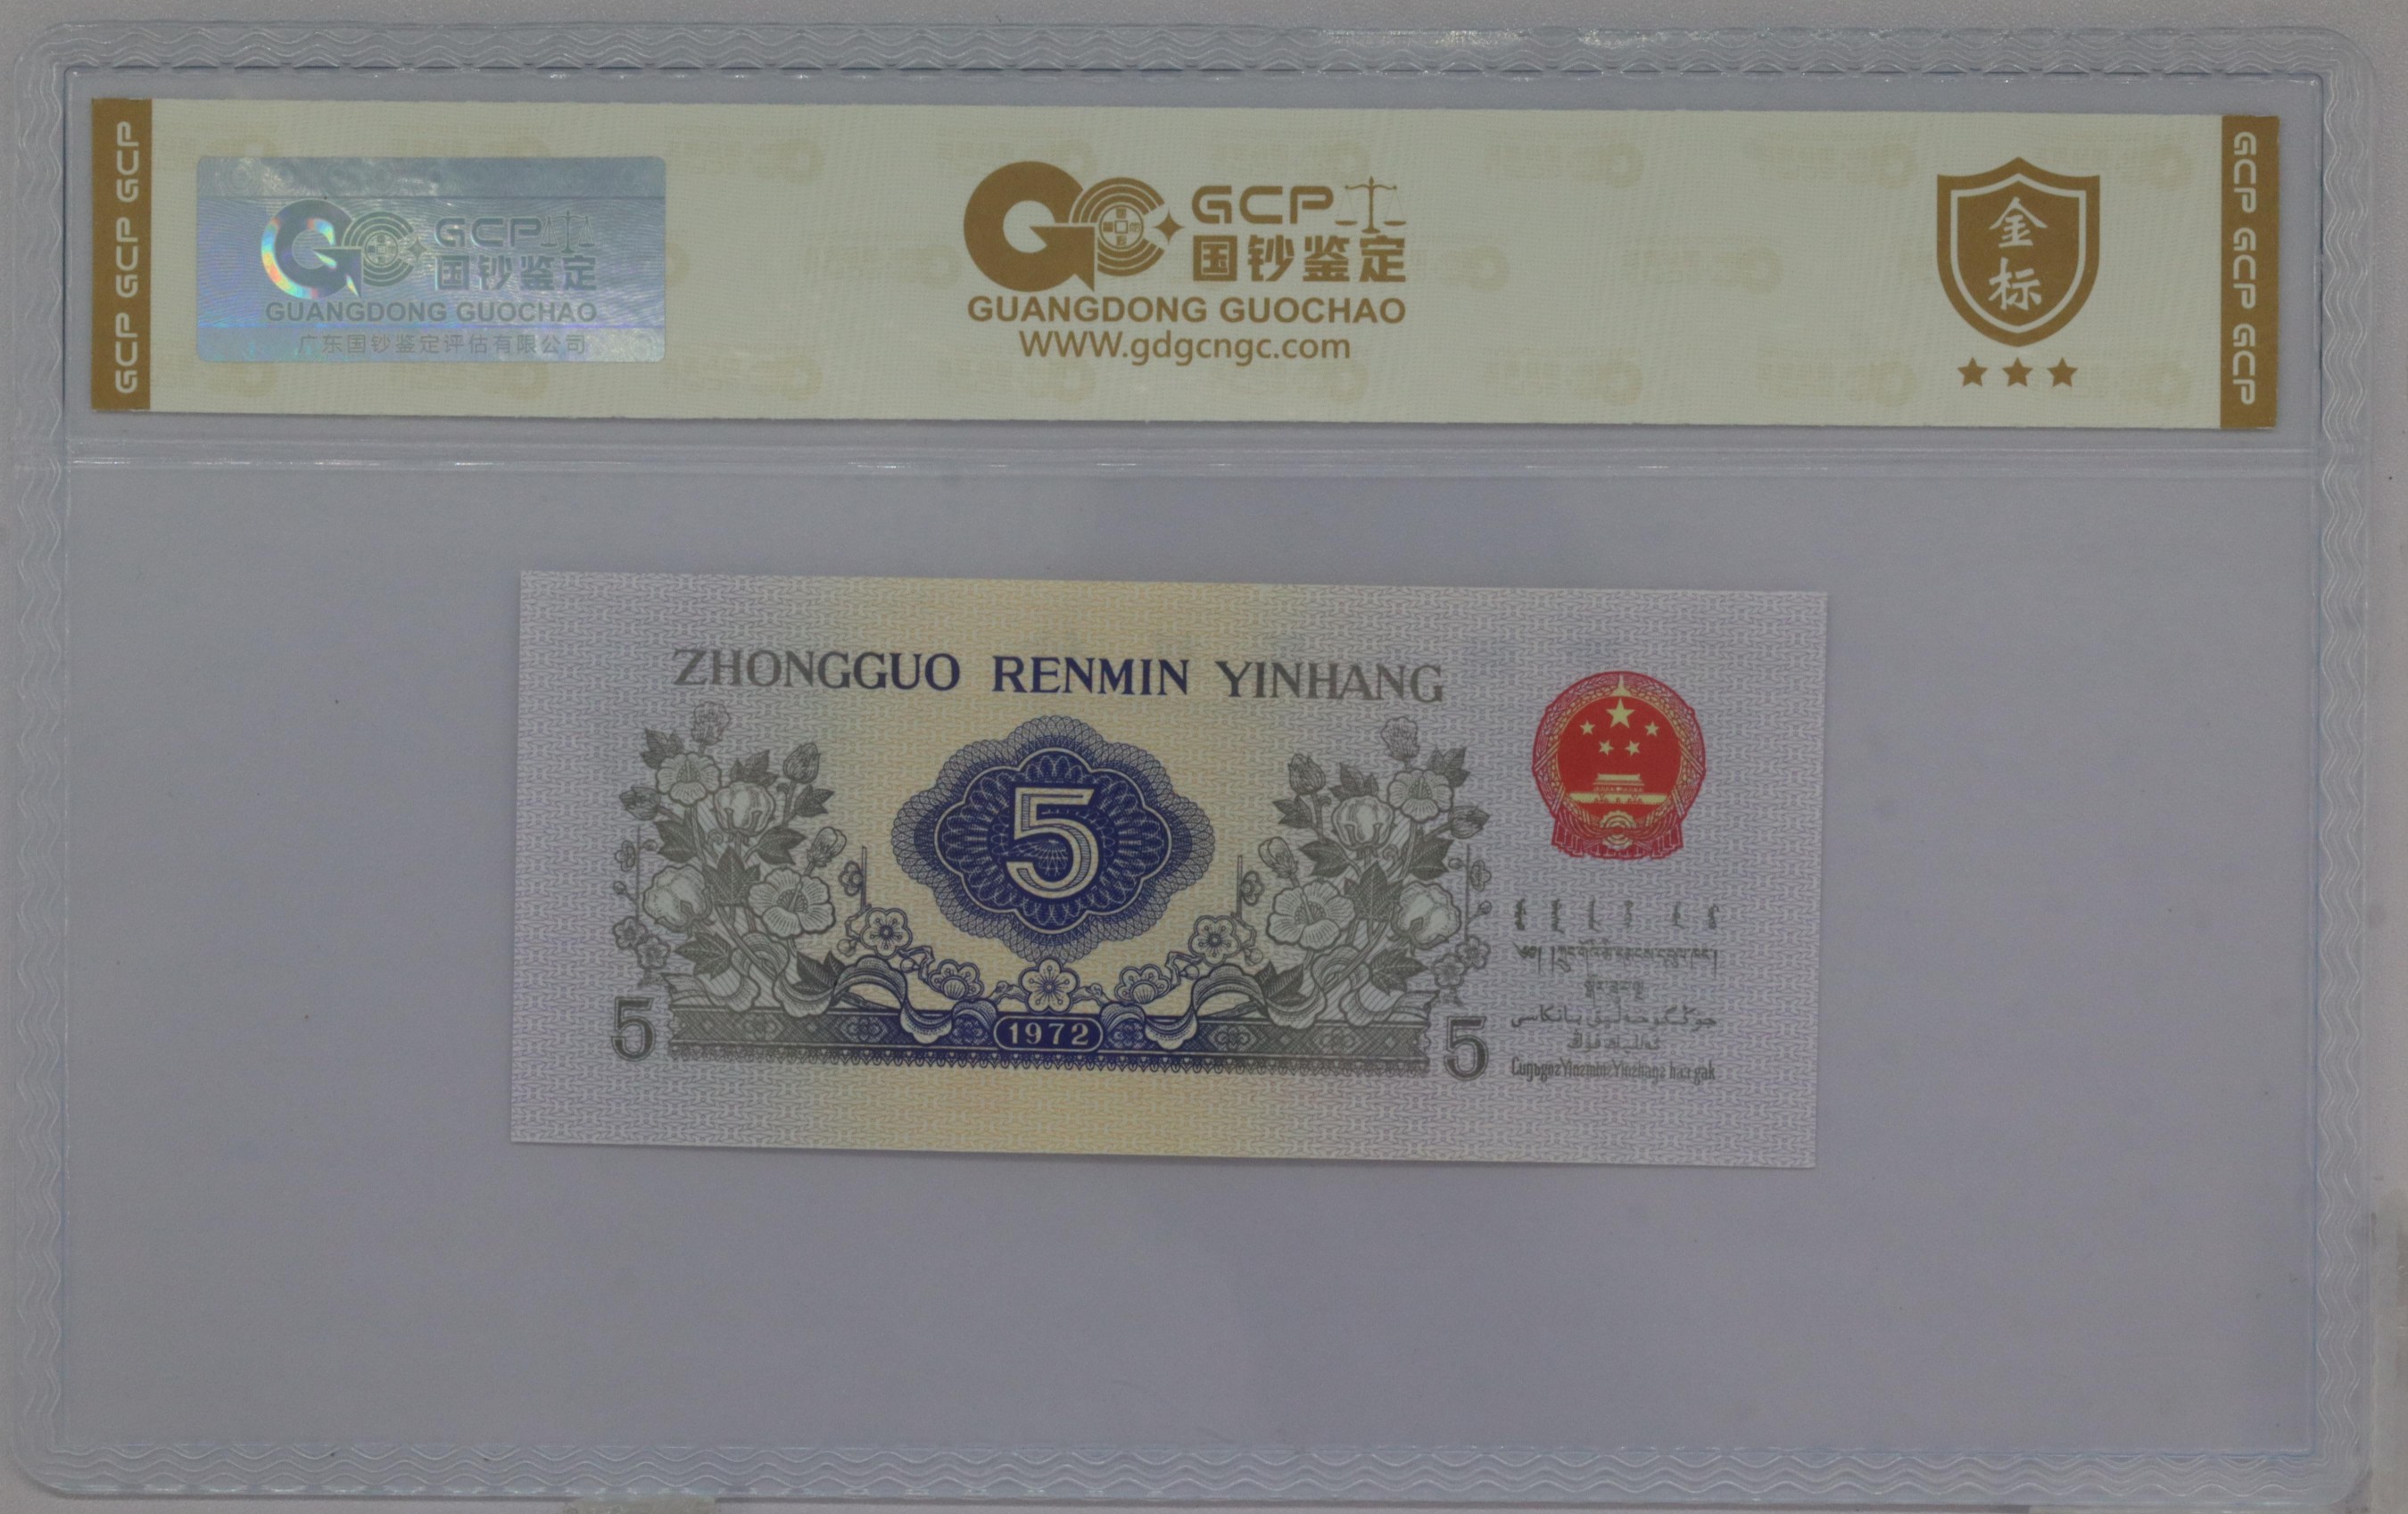 GCP GCP GCP
GCP
国钞鉴定
GUANGDONG GUOCHAO
广东国钞鉴定评估有限公司
GCP
国钞鉴定
GUANGDONG GUOCHAO
www.gdgcngc.com
金标
GCP GCP GCP
ZHONGGUO RENMIN YINHANG
5
1972
5
5